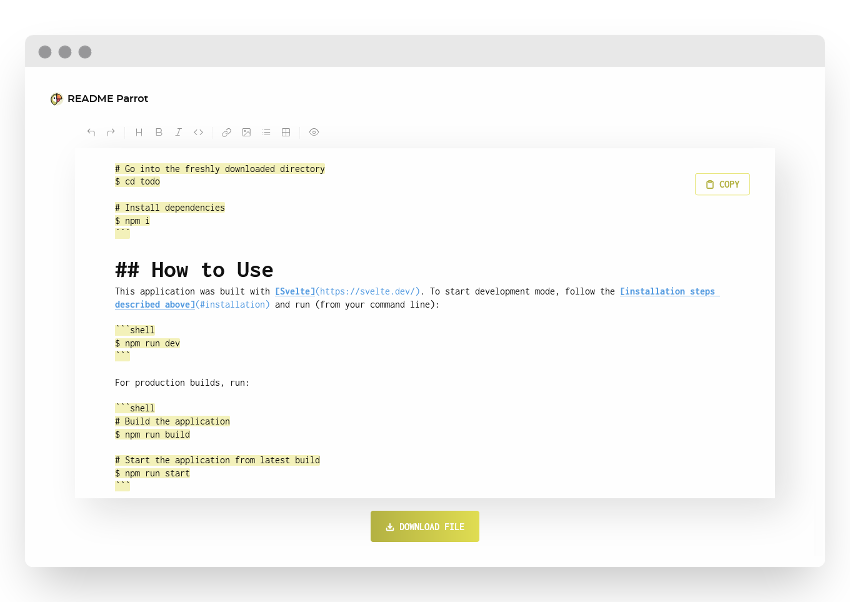 README Parrot
H B I
# Go into the freshly downloaded directory
$ cd todo
COPY
# Install dependencies
$ npm i
```
## How to Use
This application was built with [Svelte](https://svelte.dev/). To start development mode, follow the [installation steps
described above](#installation) and run (from your command line):
```shell
$ npm run dev
```
For production builds, run:
```shell
# Build the application
$ npm run build
# Start the application from latest build
$ npm run start
```
DOWNLOAD FILE